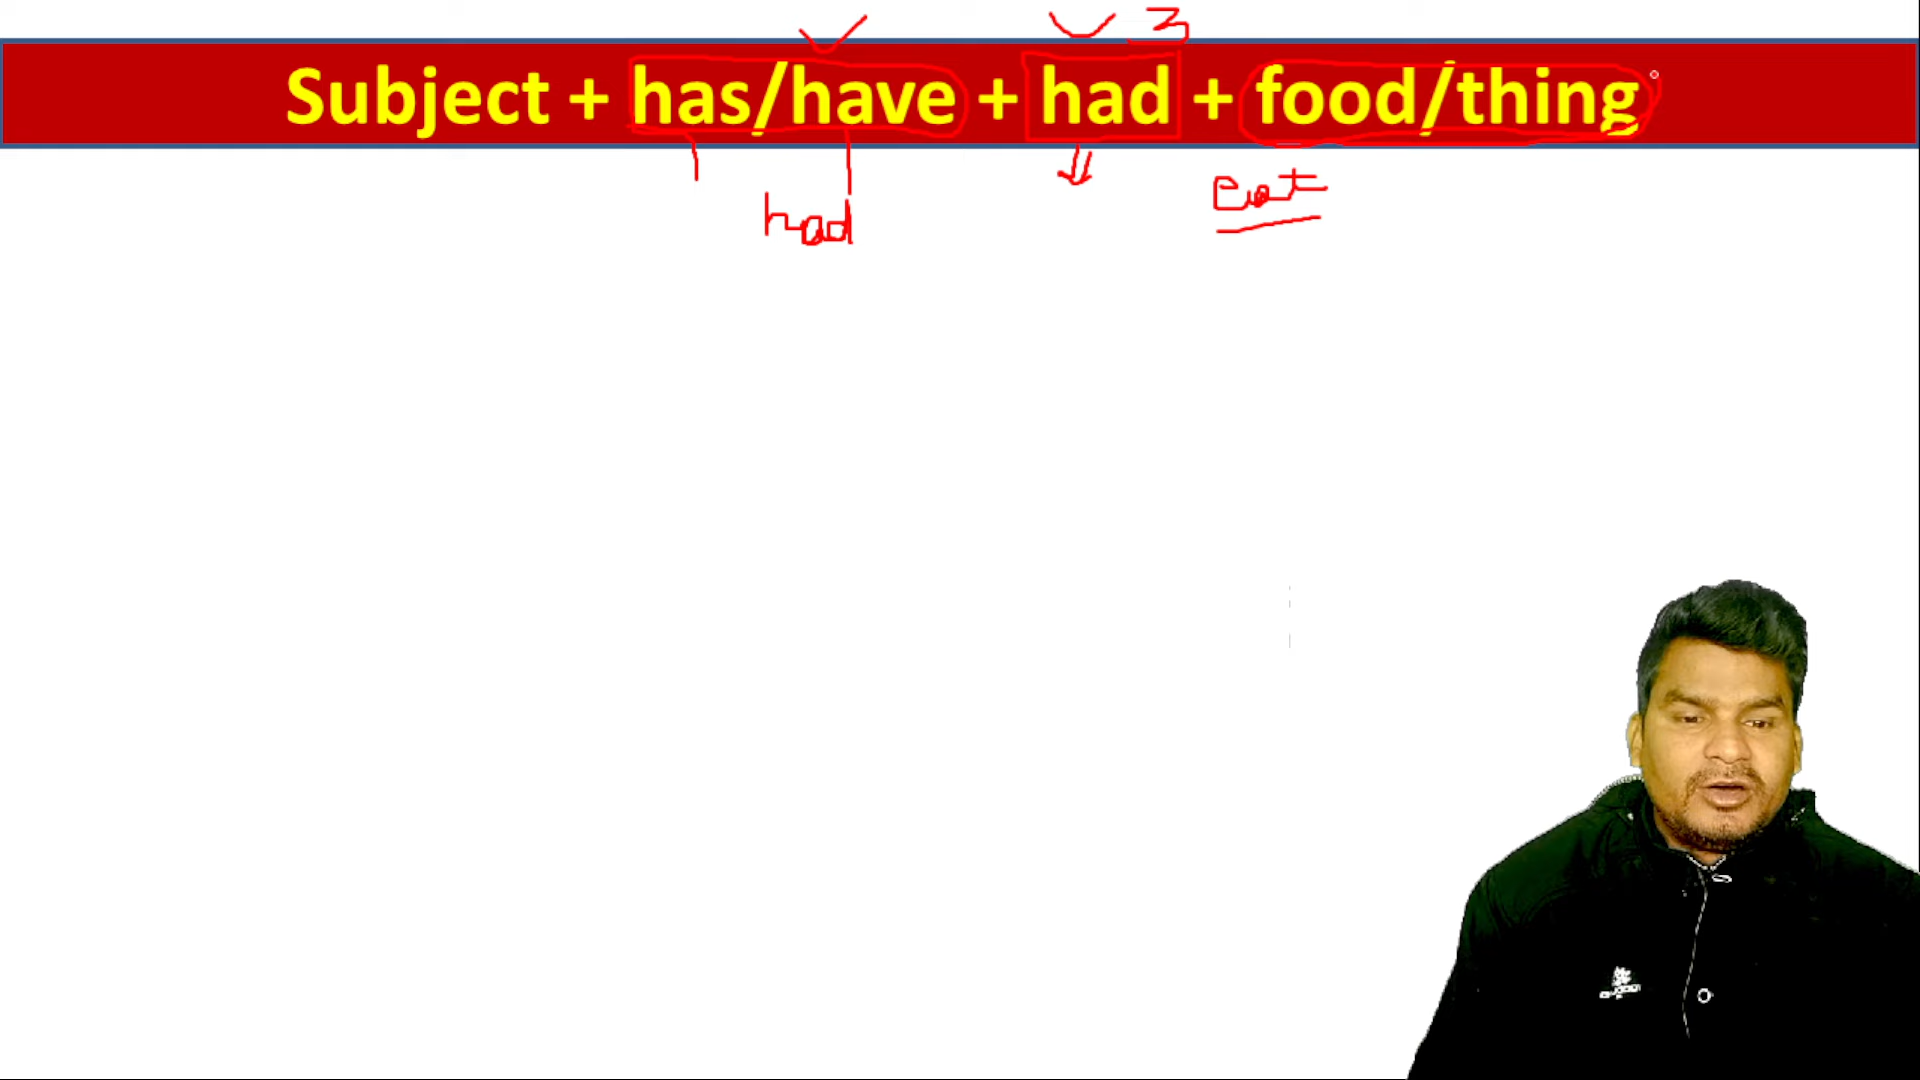 3
Subject + has/have + had + food/thing
eat
had